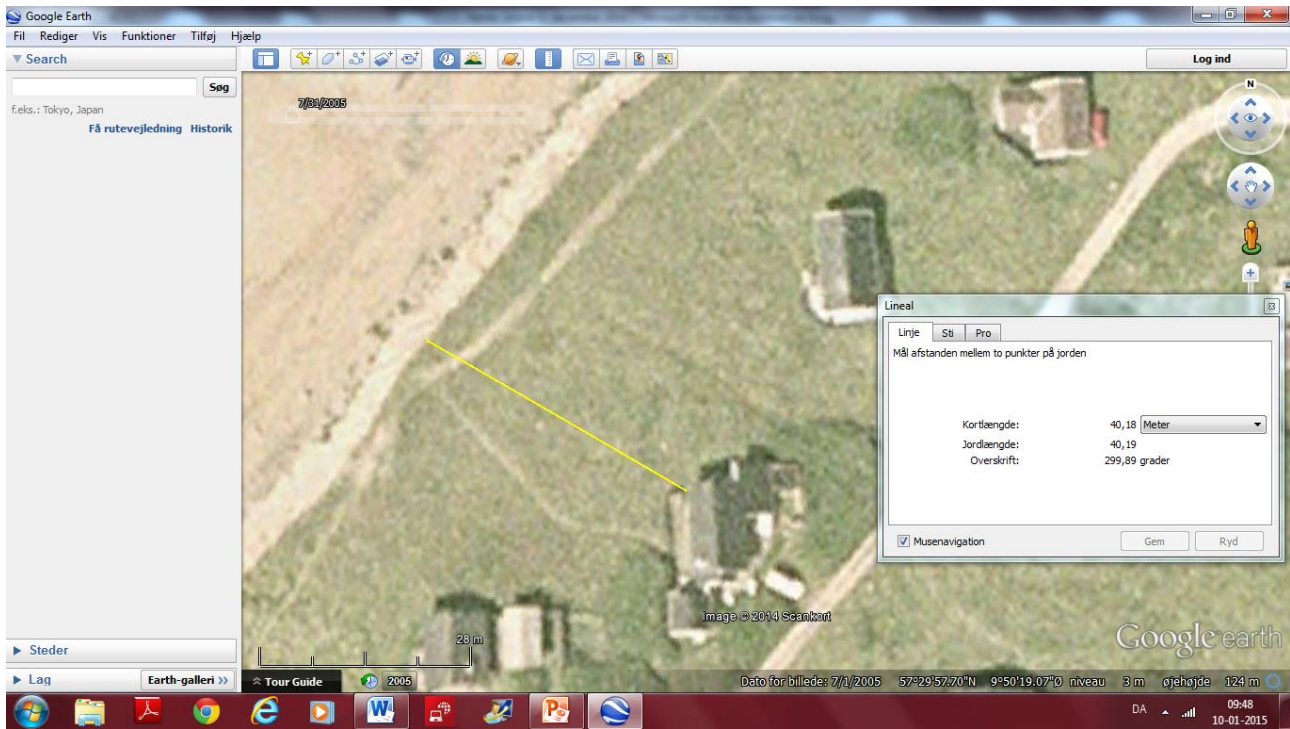 Google Earth
Fil Rediger Vis Funktioner Tilføj Hjælp
Search
Søg
f.eks.: Tokyo, Japan
Få rutevejledning Historik
Log ind
7/31/2005
N
Lineal
Linje Sti Pro
Mål afstanden mellem to punkter på jorden
Kortlængde: 40,18 Meter
Jordlængde: 40,19
Overskrift: 299,89 grader
Musenavigation Gem Ryd
Image © 2014 Scankort
28 m
Google earth
Steder
Lag Earth-galleri >>
Tour Guide 2005
Dato for billede: 7/1/2005 57°29'57.70"N 9°50'19.07"Ø niveau 3 m øjehøjde 124 m
DA 09:48
10-01-2015